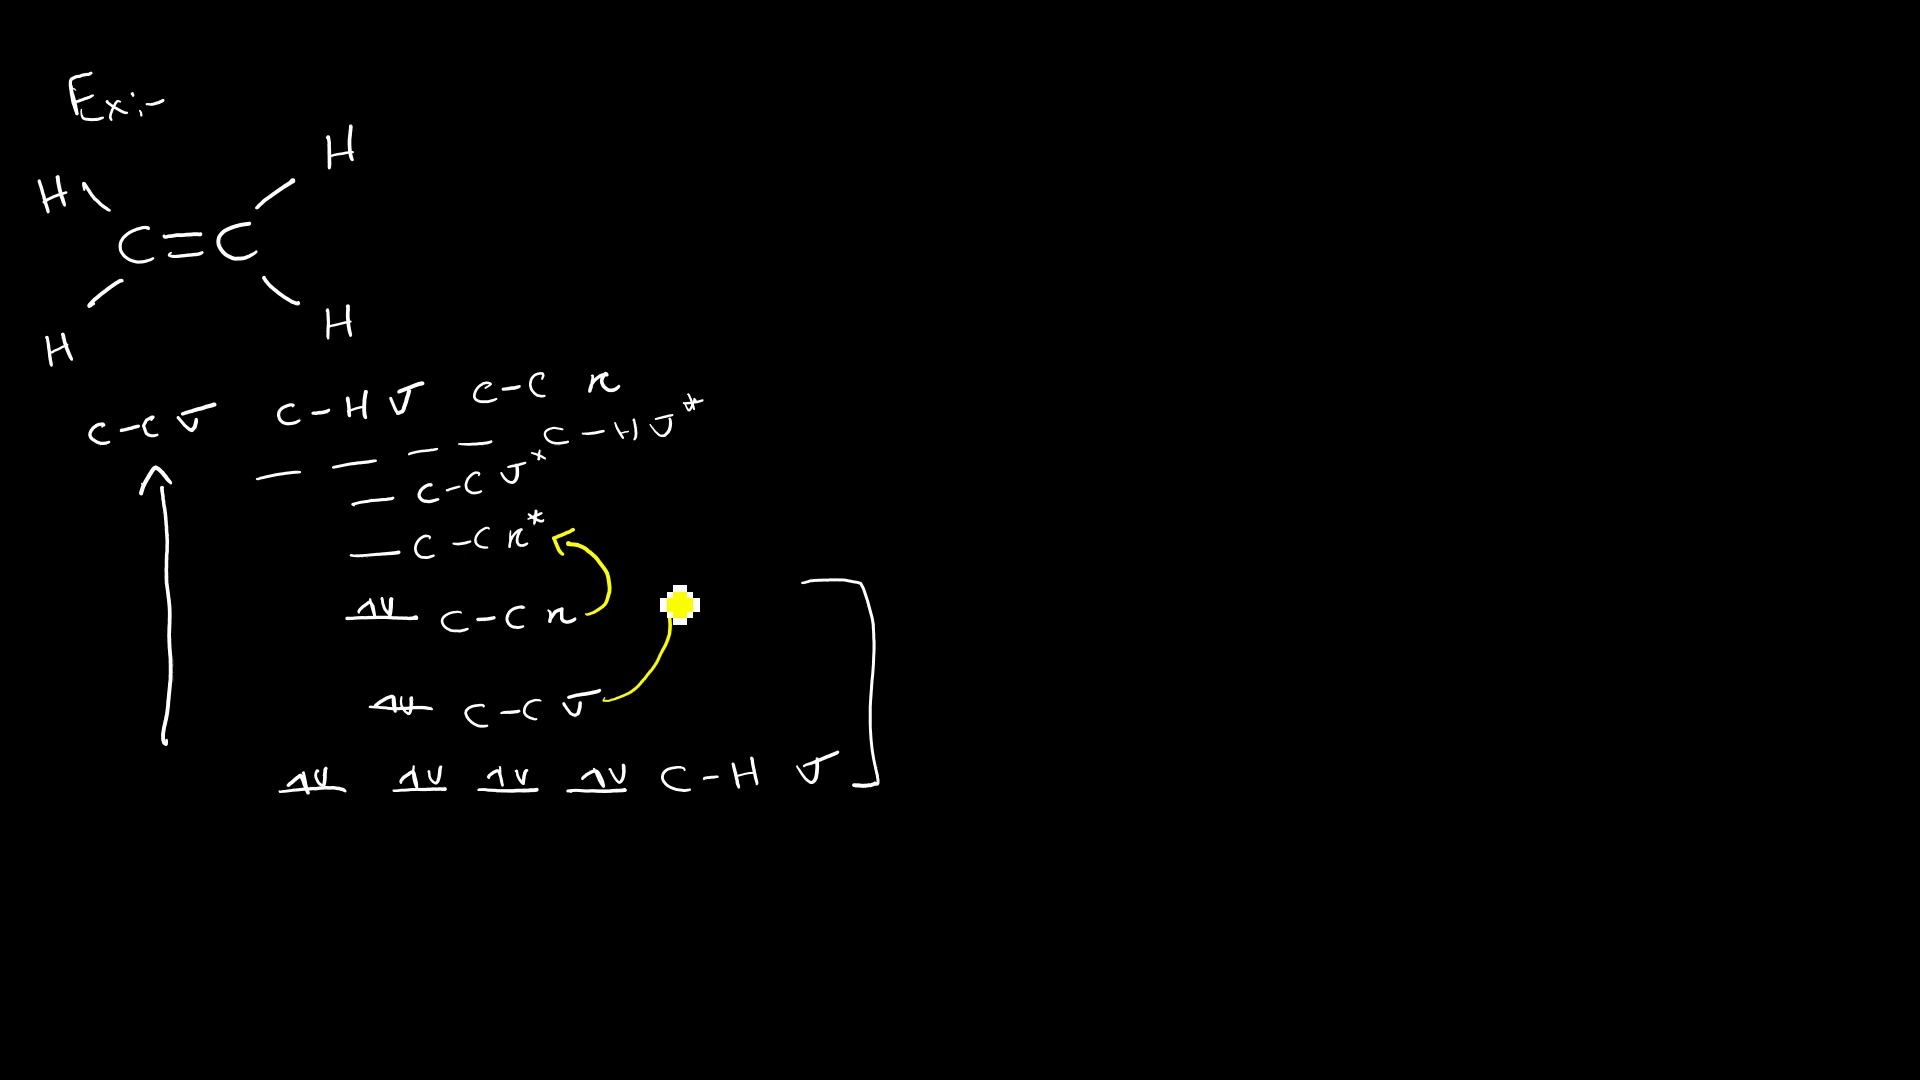 Ex:-
H H
C=C
H H
C-C σ C-H σ C-C π
C-H σ*
C-C σ*
C-C π*
C-C π
C-C σ
C-H σ